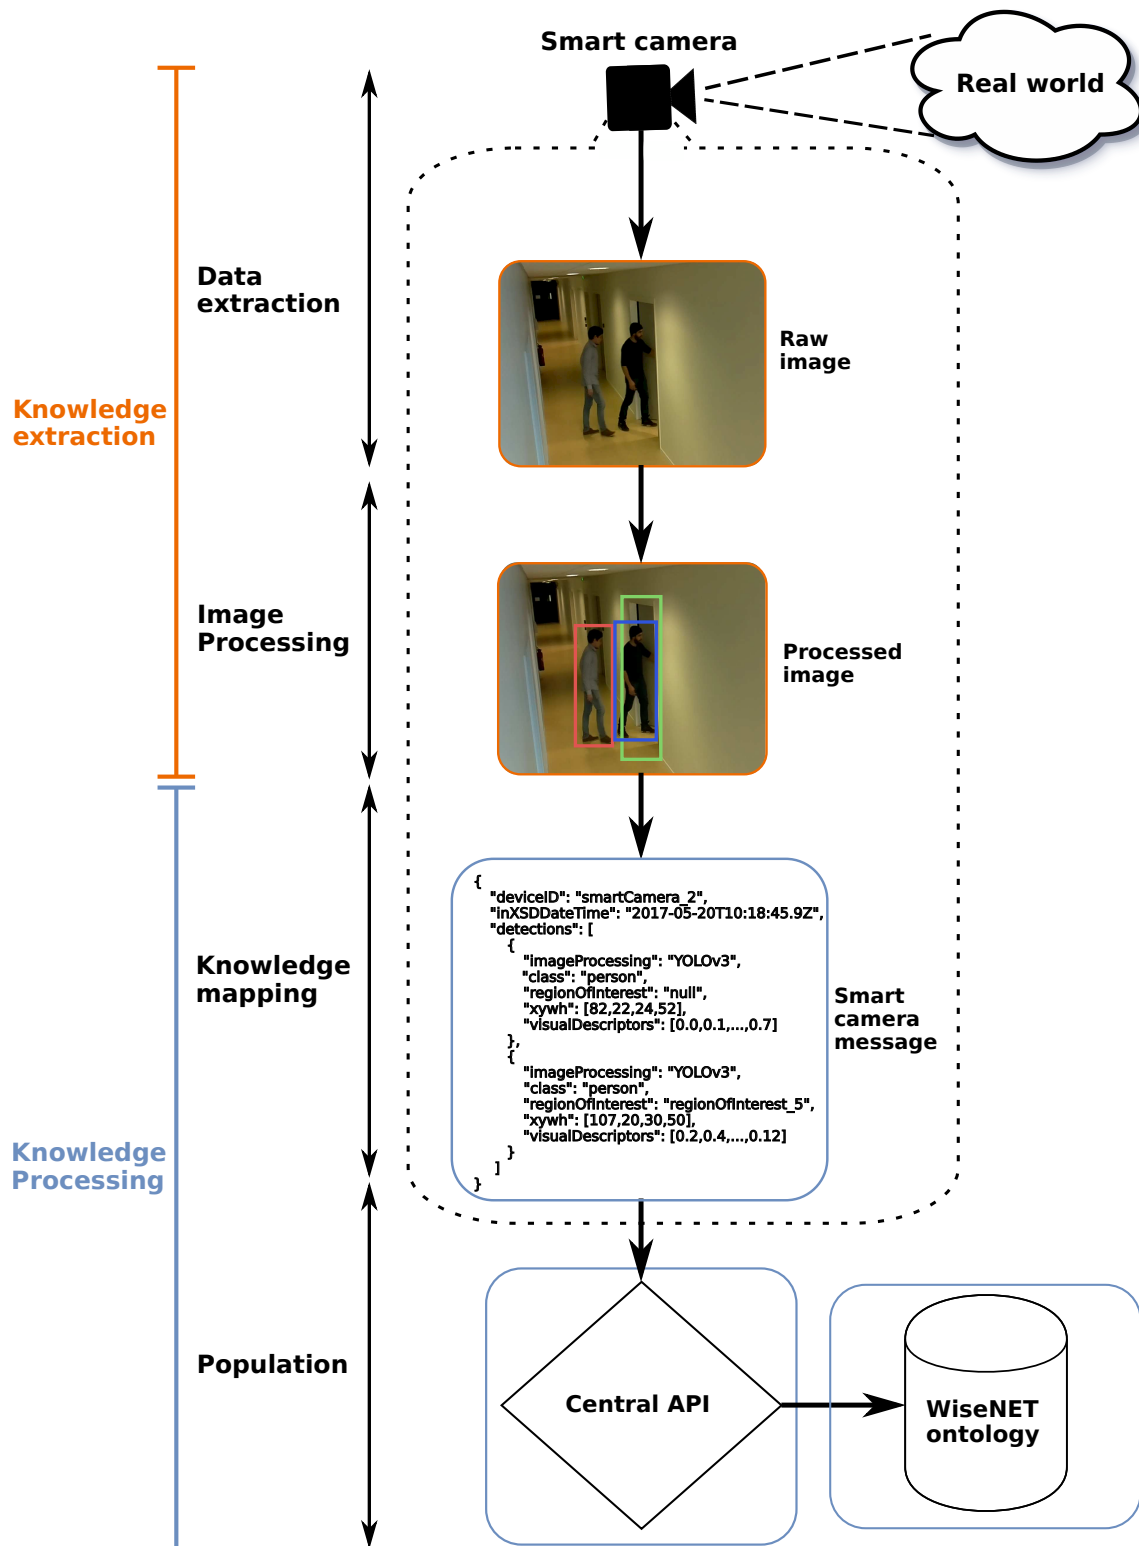 Smart camera
Real world
Data
extraction
Raw
image
Knowledge
extraction
Image
Processing
Processed
image
{
"deviceID": "smartCamera_2",
"inXSDDateTime": "2017-05-20T10:18:45.9Z",
"detections": [
{
"imageProcessing": "YOLOv3",
"class": "person",
"regionOfInterest": "null",
"xywh": [82,22,24,52],
"visualDescriptors": [0.0,0.1,...,0.7]
},
{
"imageProcessing": "YOLOv3",
"class": "person",
"regionOfInterest": "regionOfInterest_5",
"xywh": [107,20,30,50],
"visualDescriptors": [0.2,0.4,...,0.12]
}
]
}
Knowledge
mapping
Smart
camera
message
Knowledge
Processing
Population
Central API
WiseNET
ontology